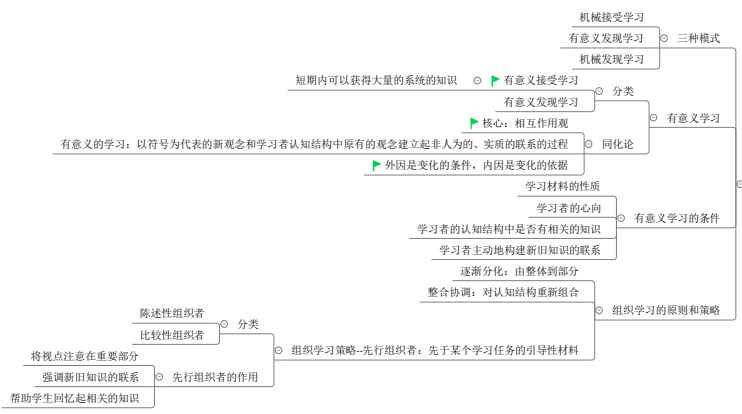 机械接受学习
有意义发现学习
三种模式
机械发现学习
短期内可以获得大量的系统的知识
有意义接受学习
分类
有意义发现学习
有意义学习
核心：相互作用观
有意义的学习：以符号为代表的新观念和学习者认知结构中原有的观念建立起非人为的、实质的联系的过程
同化论
外因是变化的条件，内因是变化的依据
学习材料的性质
学习者的心向
有意义学习的条件
学习者的认知结构中是否有相关的知识
学习者主动地构建新旧知识的联系
逐渐分化：由整体到部分
整合协调：对认知结构重新组合
组织学习的原则和策略
陈述性组织者
分类
比较性组织者
组织学习策略--先行组织者：先于某个学习任务的引导性材料
将视点注意在重要部分
强调新旧知识的联系
先行组织者的作用
帮助学生回忆起相关的知识